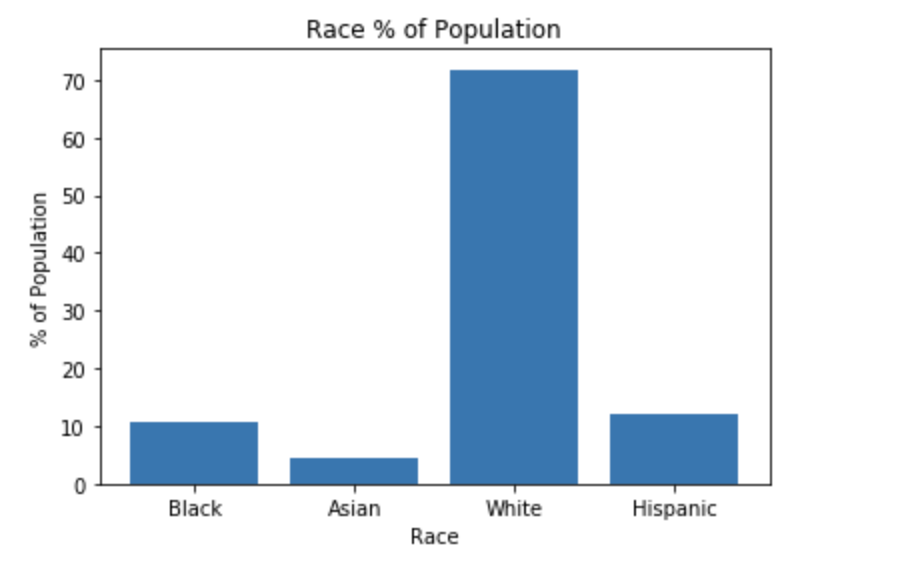 Race % of Population
% of Population
70
60
50
40
30
20
10
0
Black Asian White Hispanic
Race